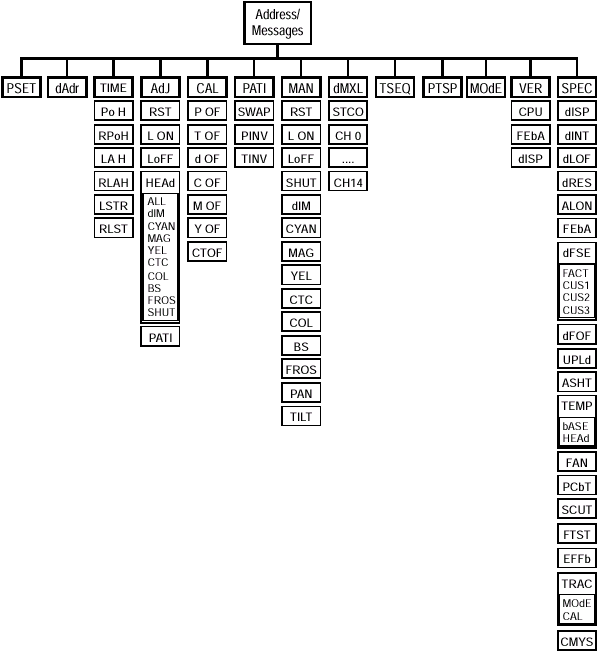 Address/
Messages
PSET
dAdr
TIME
Po H
RPoH
LA H
RLAH
LSTR
RLST
AdJ
RST
L ON
LoFF
HEAd
ALL
dIM
CYAN
MAG
YEL
CTC
COL
BS
FROS
SHUT
PATI
CAL
P OF
T OF
d OF
C OF
M OF
Y OF
CTOF
PATI
SWAP
PINV
TINV
MAN
RST
L ON
LoFF
SHUT
dIM
CYAN
MAG
YEL
CTC
COL
BS
FROS
PAN
TILT
dMXL
STCO
CH 0
....
CH14
TSEQ
PTSP
MOdE
VER
CPU
FEbA
dISP
SPEC
dISP
dINT
dLOF
dRES
ALON
FEbA
dFSE
FACT
CUS1
CUS2
CUS3
dFOF
UPLd
ASHT
TEMP
bASE
HEAd
FAN
PCbT
SCUT
FTST
EFFb
TRAC
MOdE
CAL
CMYS